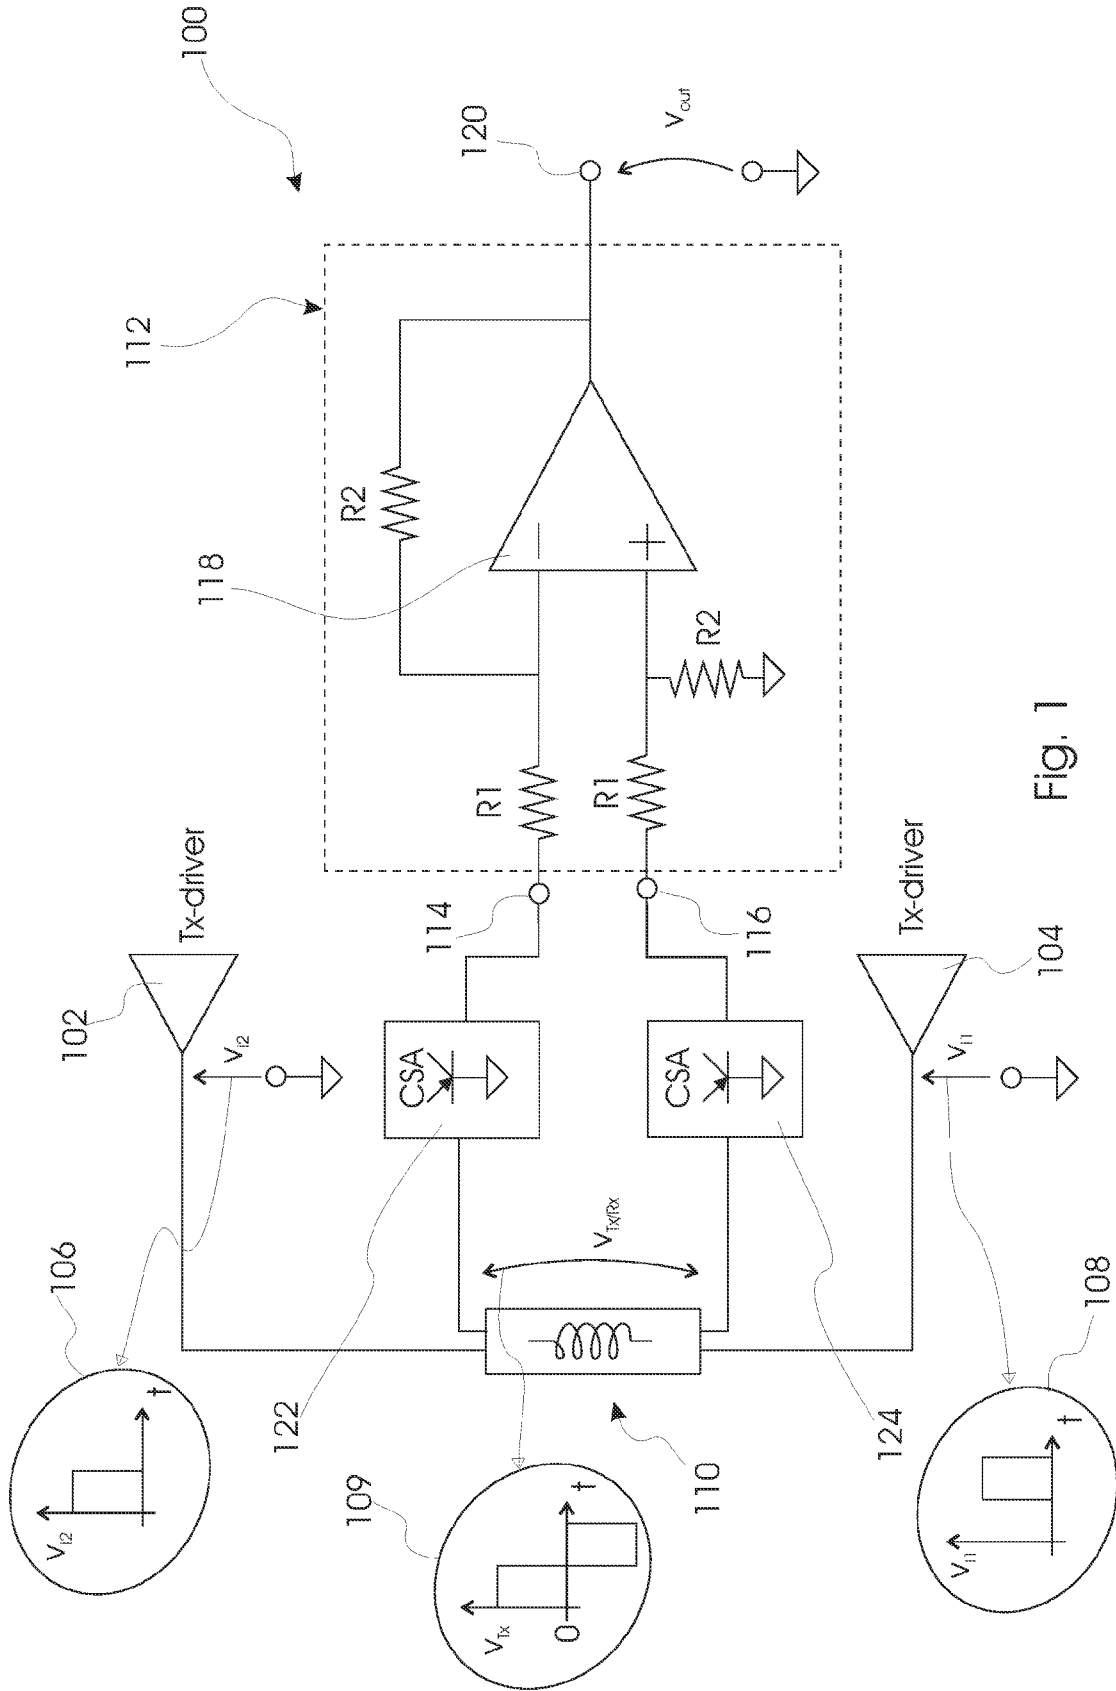 100
120
Vout
112
R2
118
R2
R1
R1
Fig. 1
Tx-driver
102
Vi2
114
116
Tx-driver
104
Vi1
CSA
CSA
106
VTx/Rx
122
124
108
110
109
Vi2
t
VTx
t
0
Vi1
t